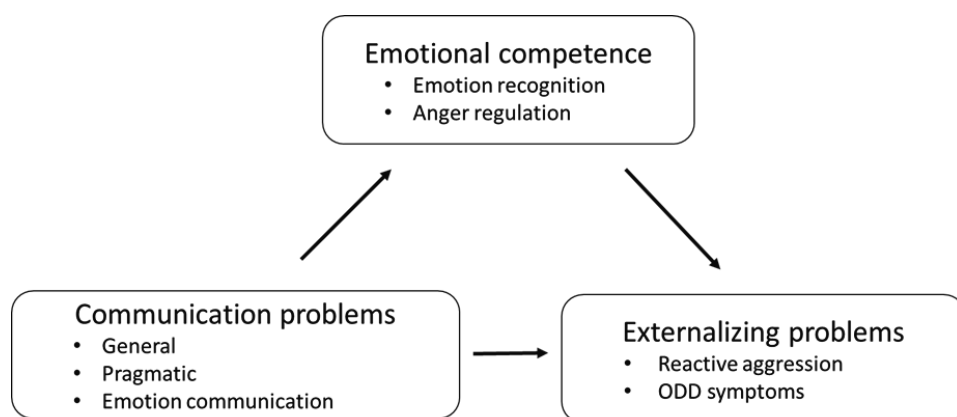 Emotional competence
• Emotion recognition
• Anger regulation
Communication problems
• General
• Pragmatic
• Emotion communication
Externalizing problems
• Reactive aggression
• ODD symptoms